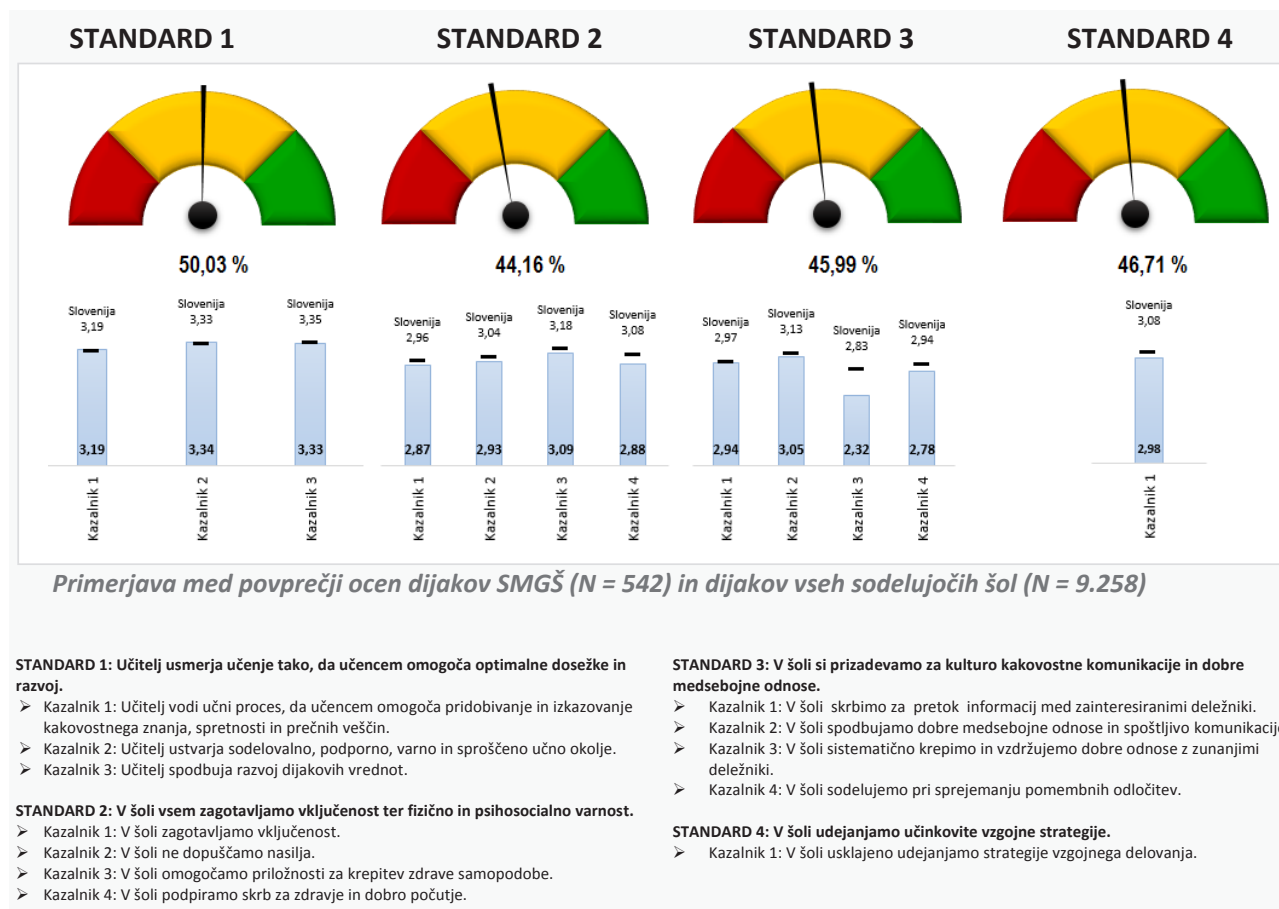 STANDARD 1
STANDARD 2
STANDARD 3
STANDARD 4
50,03 %
44,16 %
45,99 %
46,71 %
Slovenija
3,19
Slovenija
3,33
Slovenija
3,35
Slovenija
2,96
Slovenija
3,04
Slovenija
3,18
Slovenija
3,08
Slovenija
2,97
Slovenija
3,13
Slovenija
2,83
Slovenija
2,94
Slovenija
3,08
3,19
3,34
3,33
2,87
2,93
3,09
2,88
2,94
3,05
2,32
2,78
2,98
Kazalnik 1
Kazalnik 2
Kazalnik 3
Kazalnik 1
Kazalnik 2
Kazalnik 3
Kazalnik 4
Kazalnik 1
Kazalnik 2
Kazalnik 3
Kazalnik 4
Kazalnik 1
Primerjava med povprečji ocen dijakov SMGŠ (N = 542) in dijakov vseh sodelujočih šol (N = 9.258)
STANDARD 1: Učitelj usmerja učenje tako, da učencem omogoča optimalne dosežke in
razvoj.
➢ Kazalnik 1: Učitelj vodi učni proces, da učencem omogoča pridobivanje in izkazovanje
kakovostnega znanja, spretnosti in prečnih veščin.
➢ Kazalnik 2: Učitelj ustvarja sodelovalno, podporno, varno in sproščeno učno okolje.
➢ Kazalnik 3: Učitelj spodbuja razvoj dijakovih vrednot.
STANDARD 2: V šoli vsem zagotavljamo vključenost ter fizično in psihosocialno varnost.
➢ Kazalnik 1: V šoli zagotavljamo vključenost.
➢ Kazalnik 2: V šoli ne dopuščamo nasilja.
➢ Kazalnik 3: V šoli omogočamo priložnosti za krepitev zdrave samopodobe.
➢ Kazalnik 4: V šoli podpiramo skrb za zdravje in dobro počutje.
STANDARD 3: V šoli si prizadevamo za kulturo kakovostne komunikacije in dobre
medsebojne odnose.
➢ Kazalnik 1: V šoli skrbimo za pretok informacij med zainteresiranimi deležniki.
➢ Kazalnik 2: V šoli spodbujamo dobre medsebojne odnose in spoštljivo komunikacij
➢ Kazalnik 3: V šoli sistematično krepimo in vzdržujemo dobre odnose z zunanjimi
deležniki.
➢ Kazalnik 4: V šoli sodelujemo pri sprejemanju pomembnih odločitev.
STANDARD 4: V šoli udejanjamo učinkovite vzgojne strategije.
➢ Kazalnik 1: V šoli usklajeno udejanjamo strategije vzgojnega delovanja.